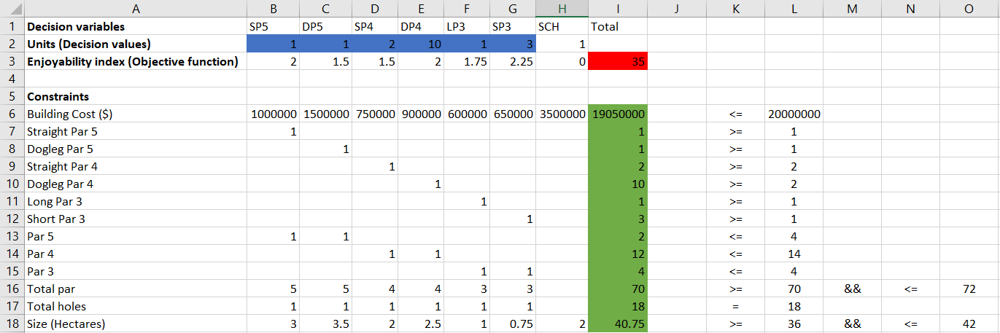 A B C D E F G H I J K L M N O
1 Decision variables SP5 DP5 SP4 DP4 LP3 SP3 SCH Total
2 Units (Decision values) 1 1 2 10 1 3 1
3 Enjoyability index (Objective function) 2 1.5 1.5 2 1.75 2.25 0 35
4
5 Constraints
6 Building Cost ($) 1000000 1500000 750000 900000 600000 650000 3500000 19050000 <= 20000000
7 Straight Par 5 1 1 >= 1
8 Dogleg Par 5 1 1 >= 1
9 Straight Par 4 1 2 >= 2
10 Dogleg Par 4 1 10 >= 2
11 Long Par 3 1 1 >= 1
12 Short Par 3 1 3 >= 1
13 Par 5 1 1 2 <= 4
14 Par 4 1 1 12 <= 14
15 Par 3 1 1 4 <= 4
16 Total par 5 5 4 4 3 3 70 >= 70 && <= 72
17 Total holes 1 1 1 1 1 1 18 = 18
18 Size (Hectares) 3 3.5 2 2.5 1 0.75 2 40.75 >= 36 && <= 42